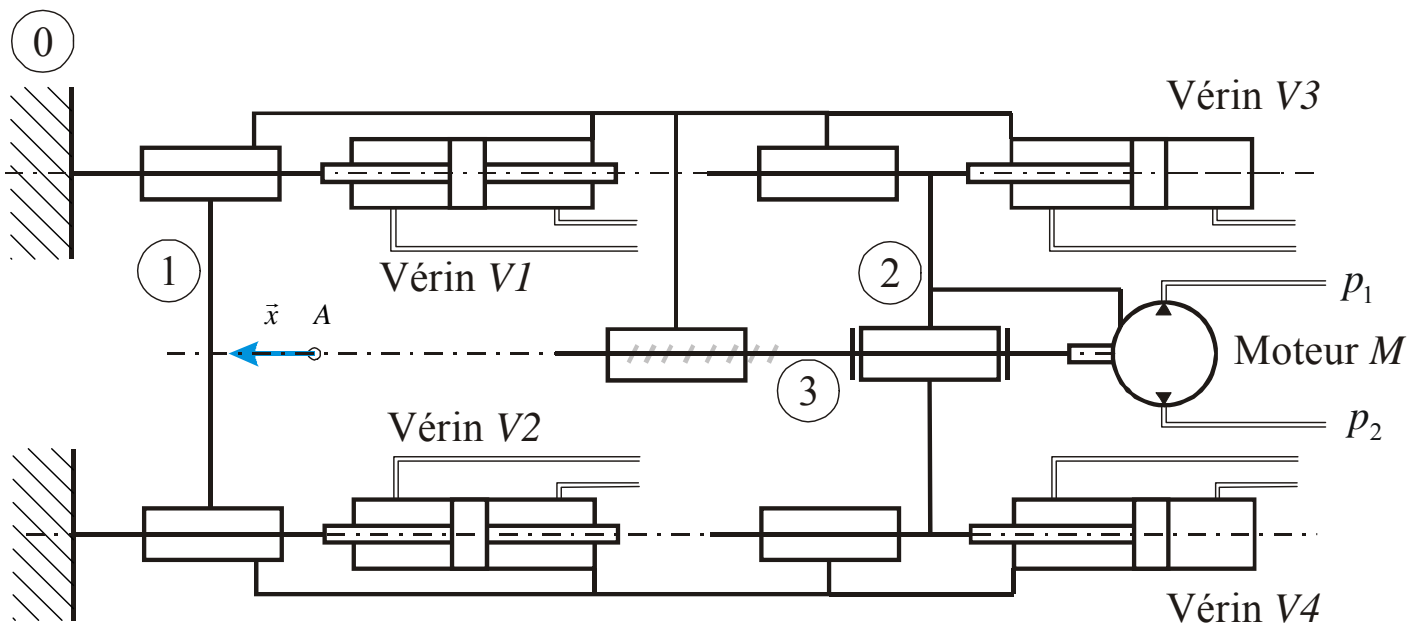 0
Vérin V3
1
Vérin V1
2
p1
x⃗
A
Moteur M
3
p2
Vérin V2
Vérin V4